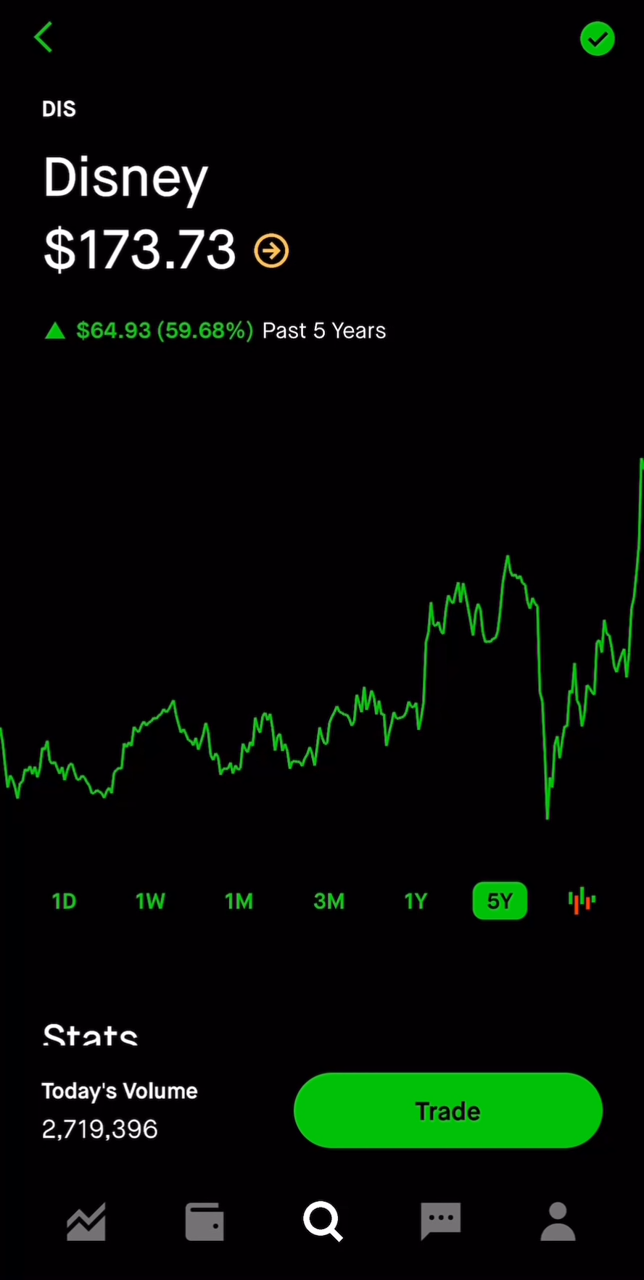 DIS
Disney
$173.73
$64.93 (59.68%) Past 5 Years
1D 1W 1M 3M 1Y 5Y
Stats
Today's Volume
2,719,396
Trade